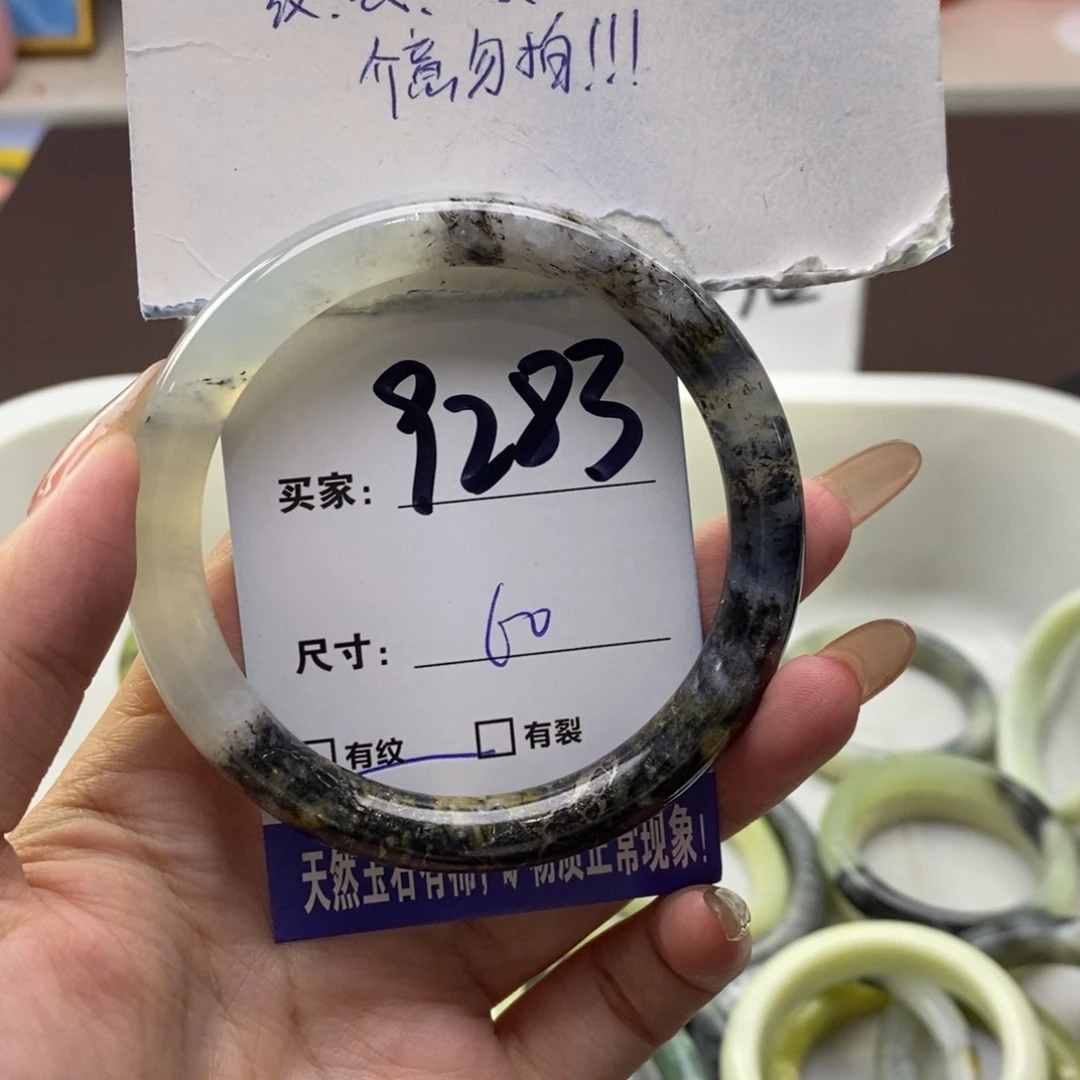 介意勿拍!!!
9283
买家:
尺寸: 60
有纹 有裂
天然玉石有棉,矿物质正常现象!